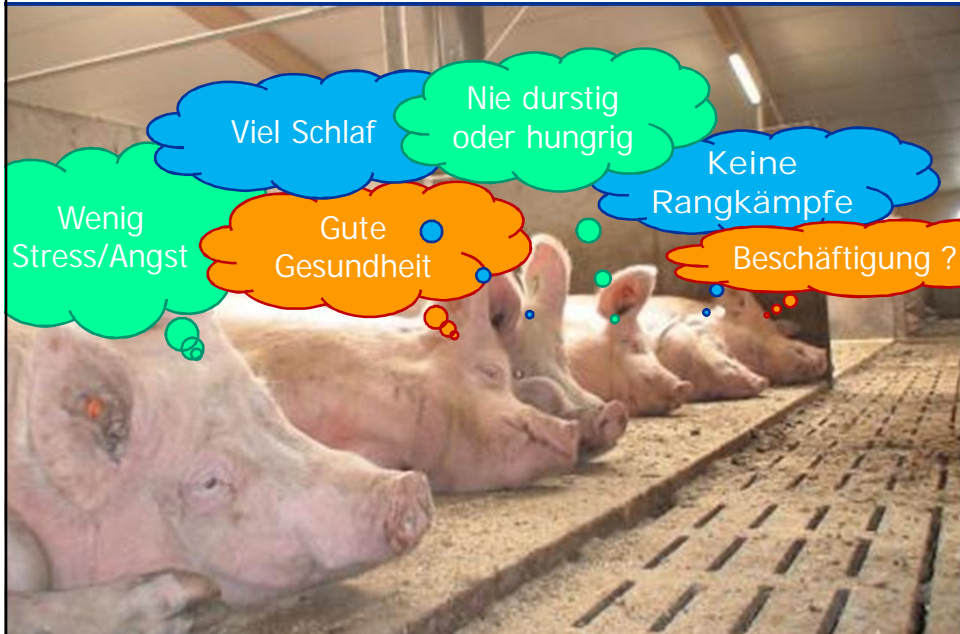 Viel Schlaf
Nie durstig
oder hungrig
Keine
Rangkämpfe
Wenig
Stress/Angst
Gute
Gesundheit
Beschäftigung ?